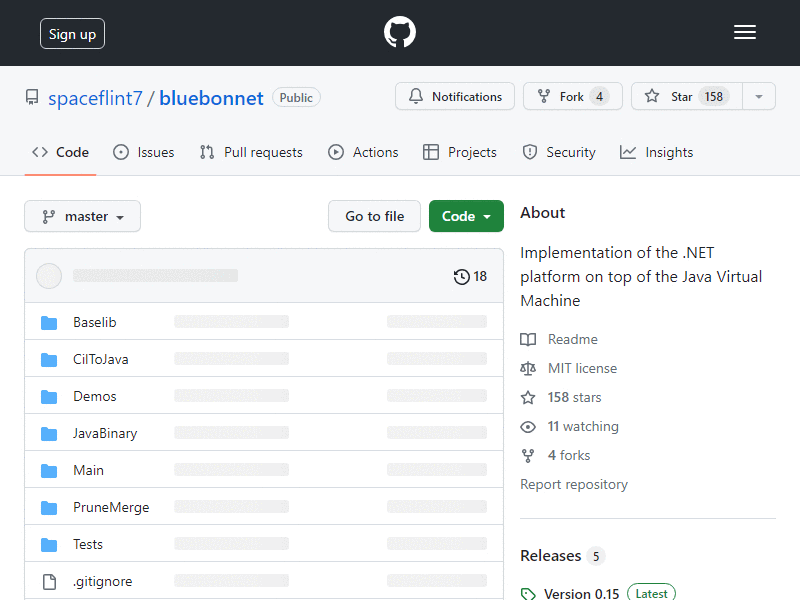 Sign up
spaceflint7 / bluebonnet Public
Notifications Fork 4 Star 158
Code Issues Pull requests Actions Projects Security Insights
master Go to file Code
18
Baselib
CilToJava
Demos
JavaBinary
Main
PruneMerge
Tests
.gitignore
About
Implementation of the .NET
platform on top of the Java Virtual
Machine
Readme
MIT license
158 stars
11 watching
4 forks
Report repository
Releases 5
Version 0.15 Latest